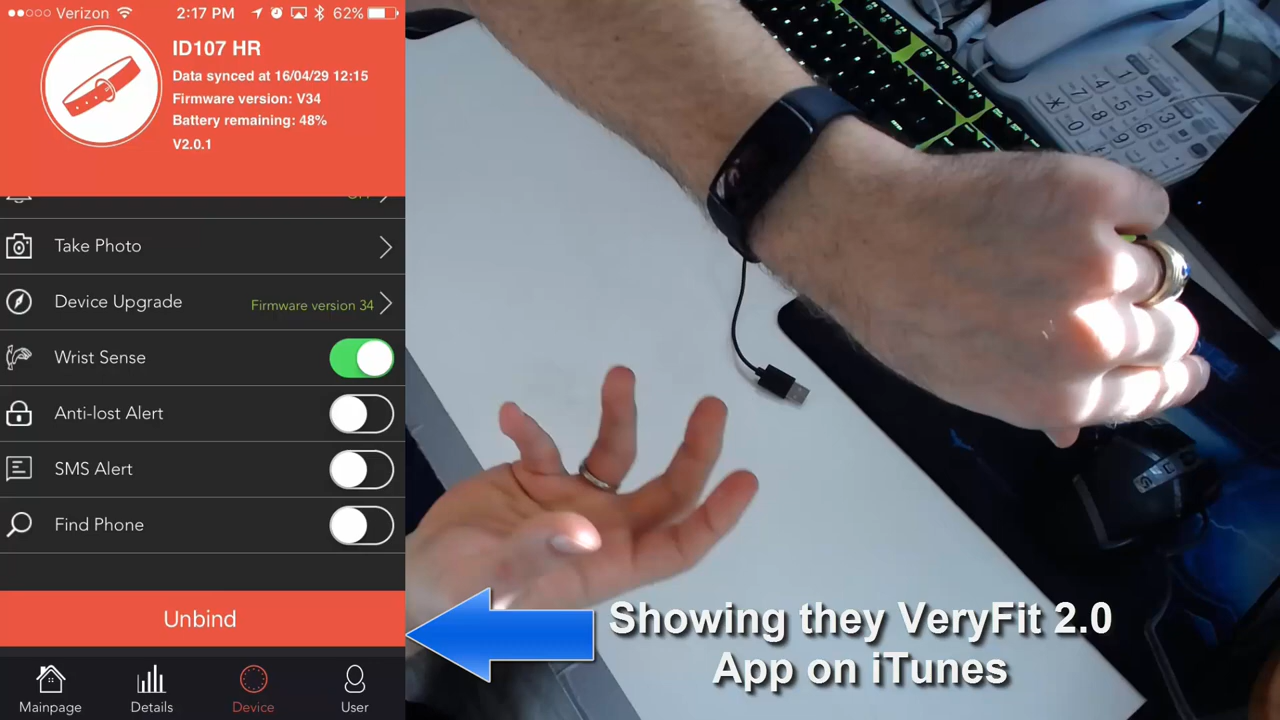 Verizon 2:17 PM 62%
ID107 HR
Data synced at 16/04/29 12:15
Firmware version: V34
Battery remaining: 48%
V2.0.1
Take Photo
Device Upgrade Firmware version 34
Wrist Sense
Anti-lost Alert
SMS Alert
Find Phone
Unbind
Mainpage Details Device User
Showing they VeryFit 2.0
App on iTunes